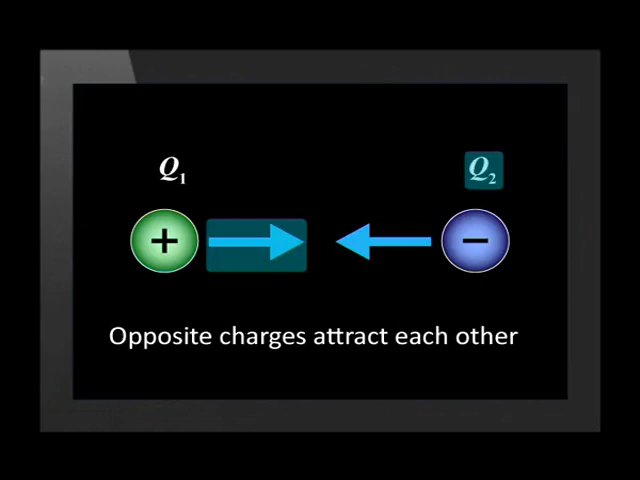 Q1 Q2
+ −
Opposite charges attract each other